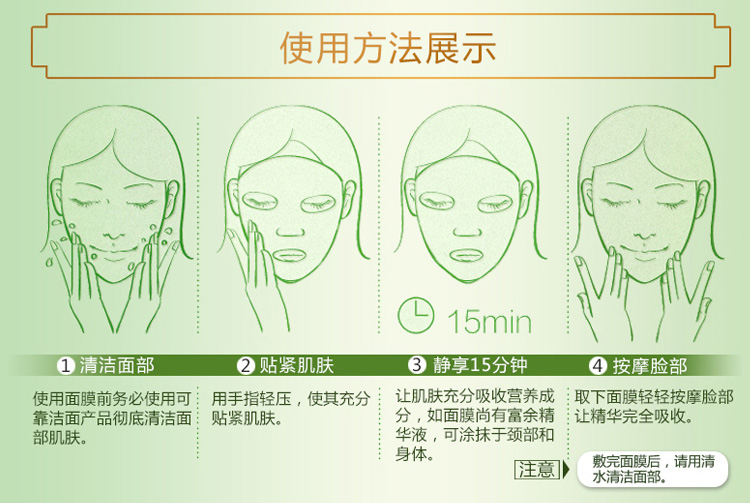 使用方法展示
15min
1 清洁面部
使用面膜前务必使用可
靠洁面产品彻底清洁面
部肌肤。
2 贴紧肌肤
用手指轻压，使其充分
贴紧肌肤。
3 静享15分钟
让肌肤充分吸收营养成
分，如面膜尚有富余精
华液，可涂抹于颈部和
身体。
4 按摩脸部
取下面膜轻轻按摩脸部
让精华完全吸收。
注意
敷完面膜后，请用清
水清洁面部。